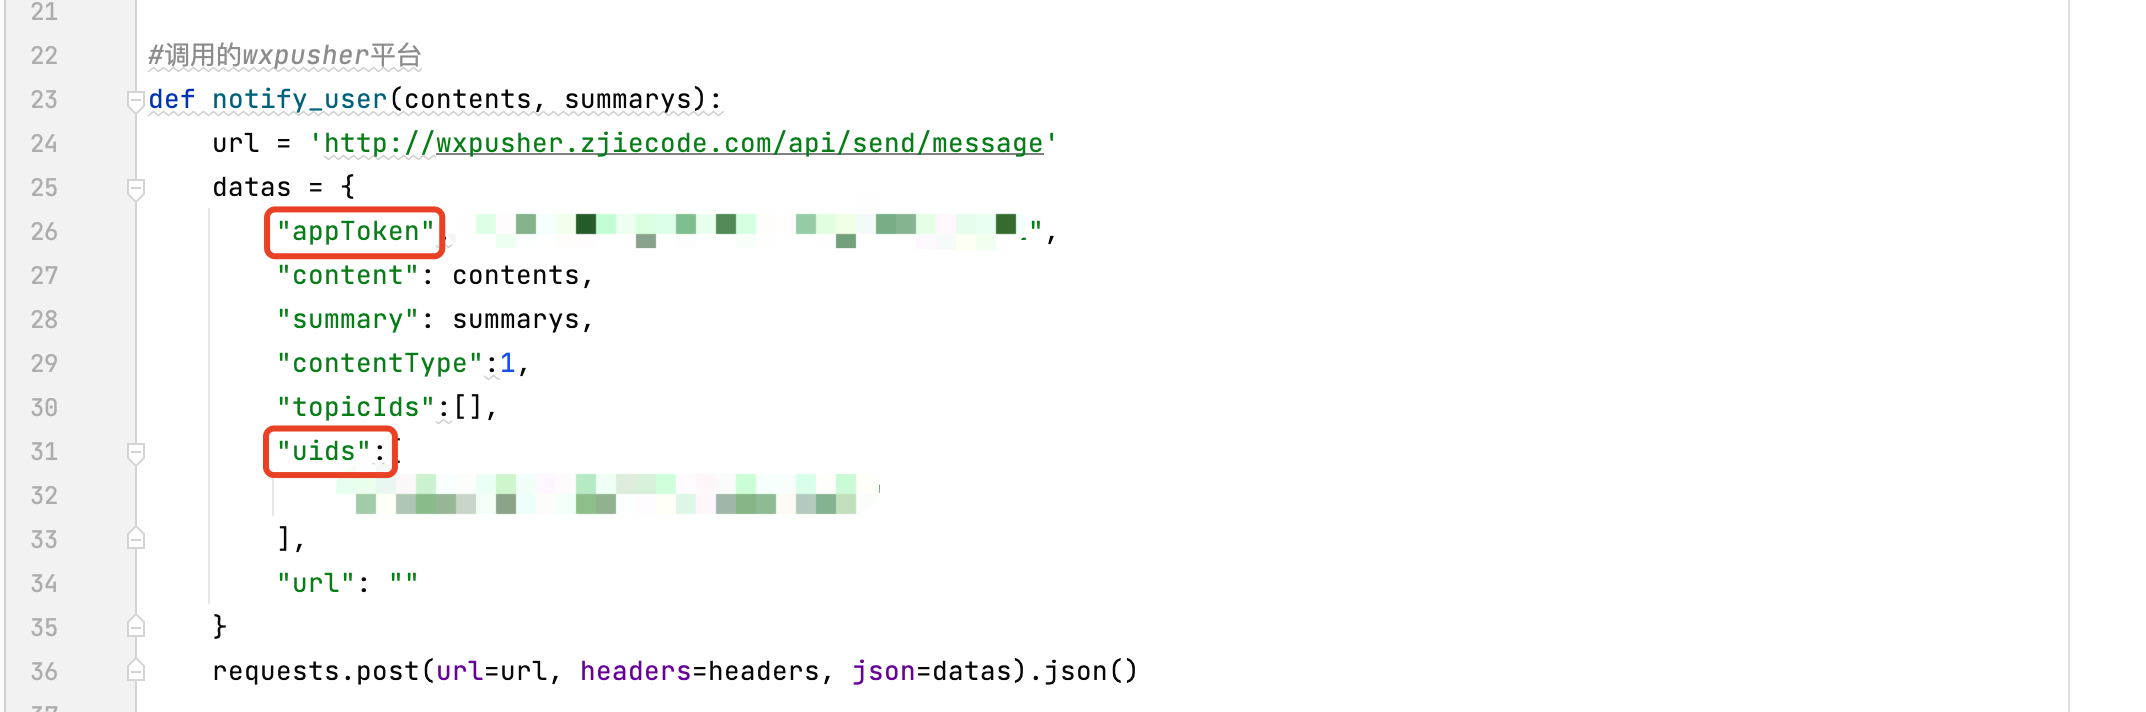 21
22 #调用的wxpusher平台
23 def notify_user(contents, summarys):
24 url = 'http://wxpusher.zjiecode.com/api/send/message'
25 datas = {
26 "appToken" ",
27 "content": contents,
28 "summary": summarys,
29 "contentType":1,
30 "topicIds":[],
31 "uids":[
32
33 ],
34 "url": ""
35 }
36 requests.post(url=url, headers=headers, json=datas).json()